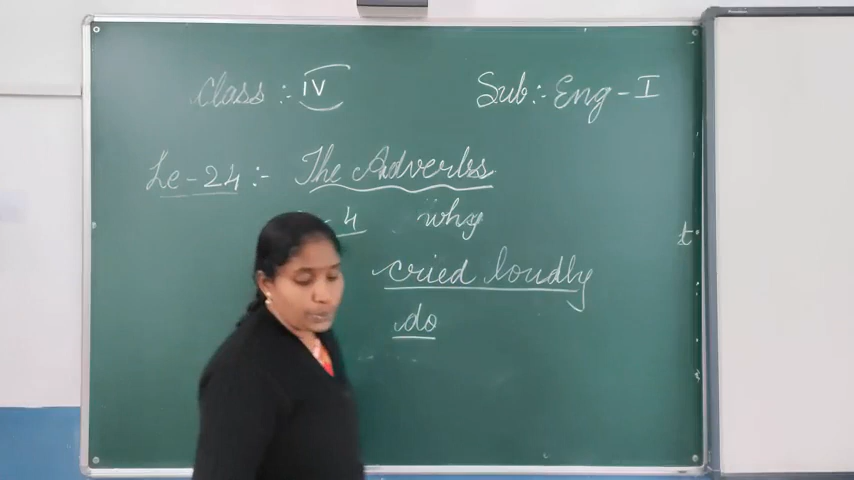 Class :- IV Sub :- Eng - I
Le - 24 :- The Adverbs
- 4 why
cried loudly
do
t